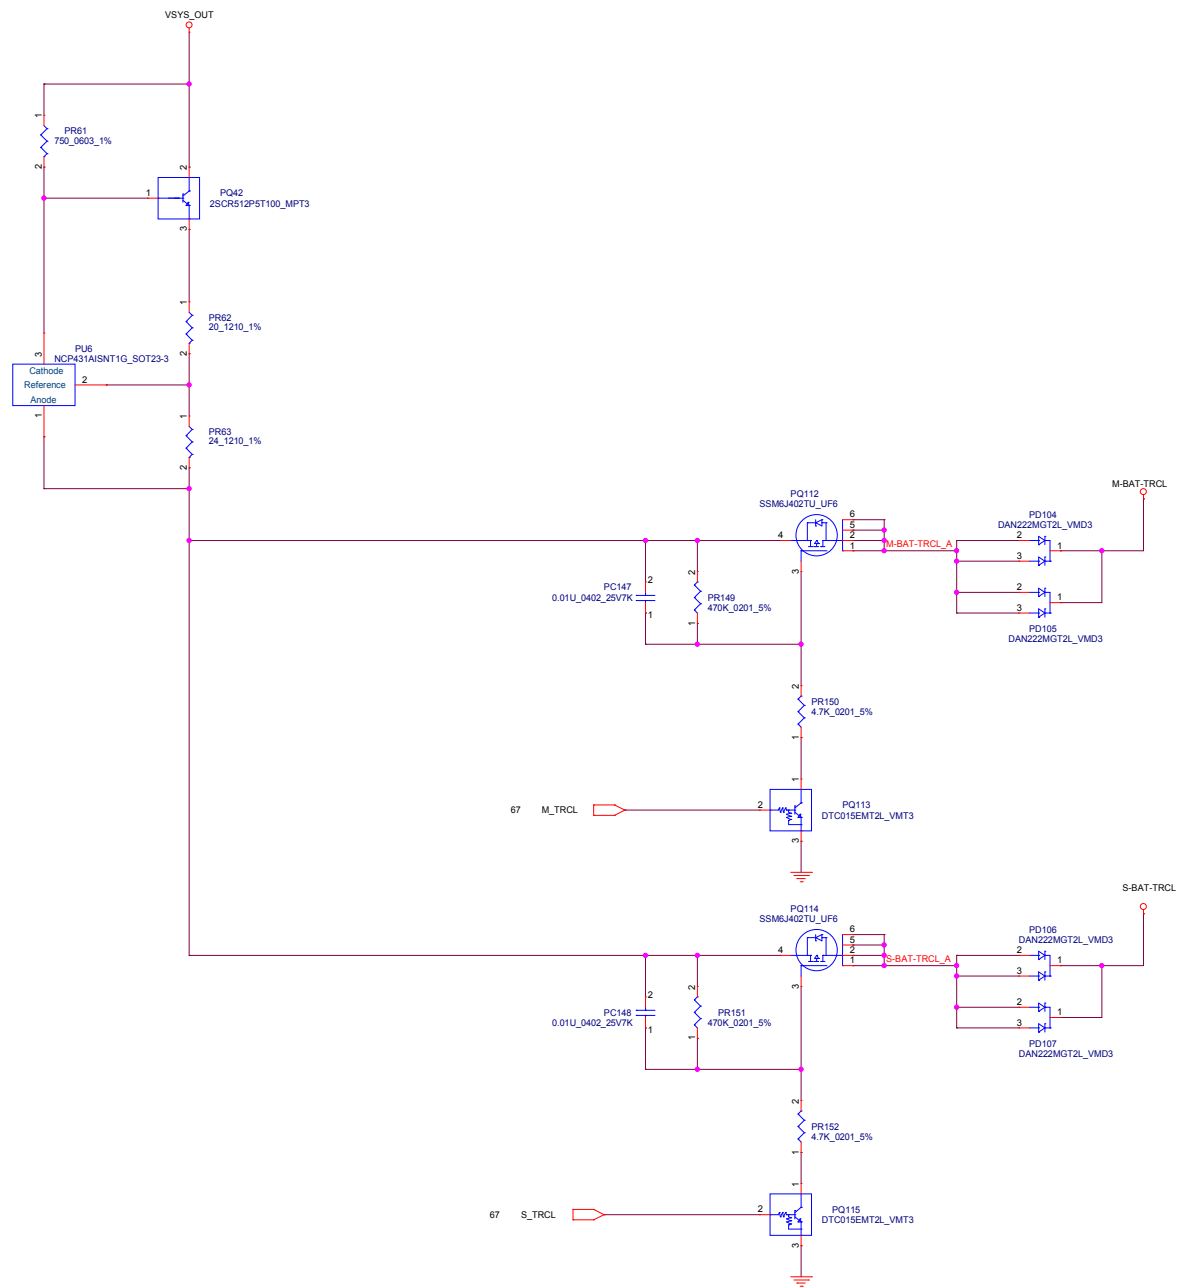 VSYS_OUT
1
PR61
750_0603_1%
2
2
1
PQ42
2SCR512P5T100_MPT3
3
1
PR62
20_1210_1%
2
PU6
NCP431AISNT1G_SOT23-3
3
Cathode
Reference
Anode
2
1
1
PR63
24_1210_1%
2
PQ112
SSM6J402TU_UF6
4
6
5
2
1
3
M-BAT-TRCL_A
M-BAT-TRCL
PD104
DAN222MGT2L_VMD3
2
3
1
2
3
1
PD105
DAN222MGT2L_VMD3
2
PC147
0.01U_0402_25V7K
1
2
PR149
470K_0201_5%
1
2
PR150
4.7K_0201_5%
1
1
67 M_TRCL
2
PQ113
DTC015EMT2L_VMT3
3
S-BAT-TRCL
PQ114
SSM6J402TU_UF6
4
6
5
2
1
3
S-BAT-TRCL_A
PD106
DAN222MGT2L_VMD3
2
3
1
2
3
1
PD107
DAN222MGT2L_VMD3
2
PC148
0.01U_0402_25V7K
1
2
PR151
470K_0201_5%
1
2
PR152
4.7K_0201_5%
1
1
67 S_TRCL
2
PQ115
DTC015EMT2L_VMT3
3